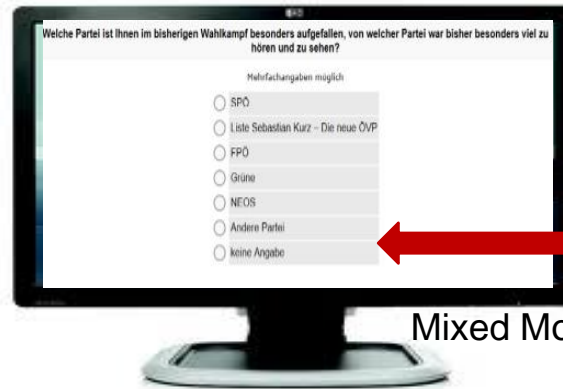 Welche Partei ist Ihnen im bisherigen Wahlkampf besonders aufgefallen, von welcher Partei war bisher besonders viel zu
hören und zu sehen?
Mehrfachangaben möglich
SPÖ
Liste Sebastian Kurz – Die neue ÖVP
FPÖ
Grüne
NEOS
Andere Partei
keine Angabe
Mixed Mo